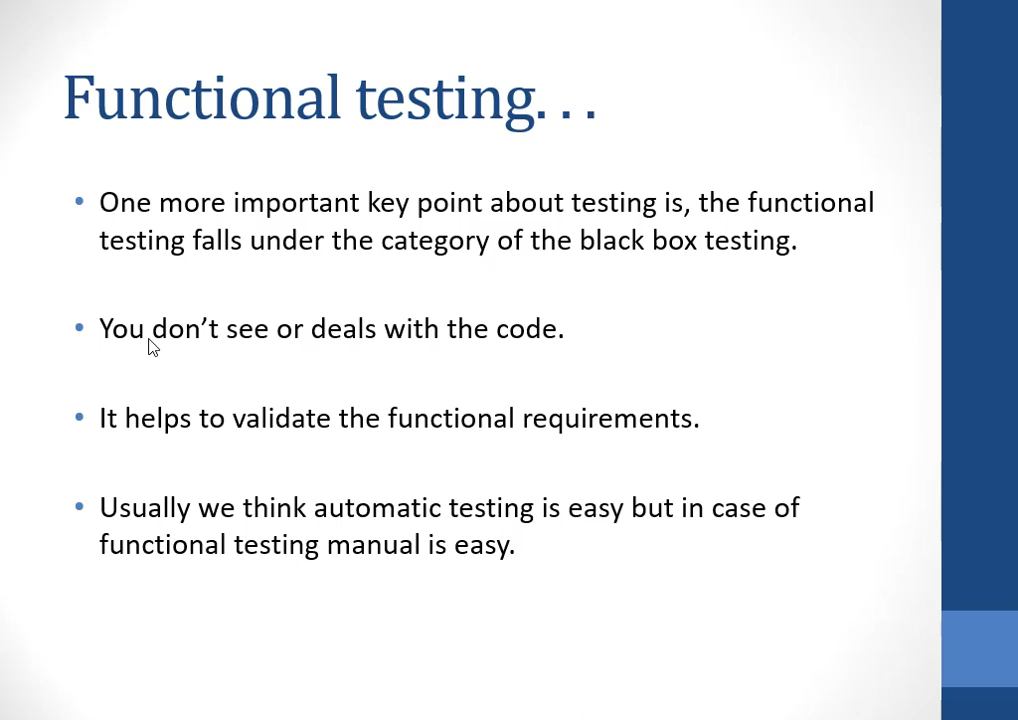 Functional testing. . .
• One more important key point about testing is, the functional
testing falls under the category of the black box testing.
• You don’t see or deals with the code.
• It helps to validate the functional requirements.
• Usually we think automatic testing is easy but in case of
functional testing manual is easy.